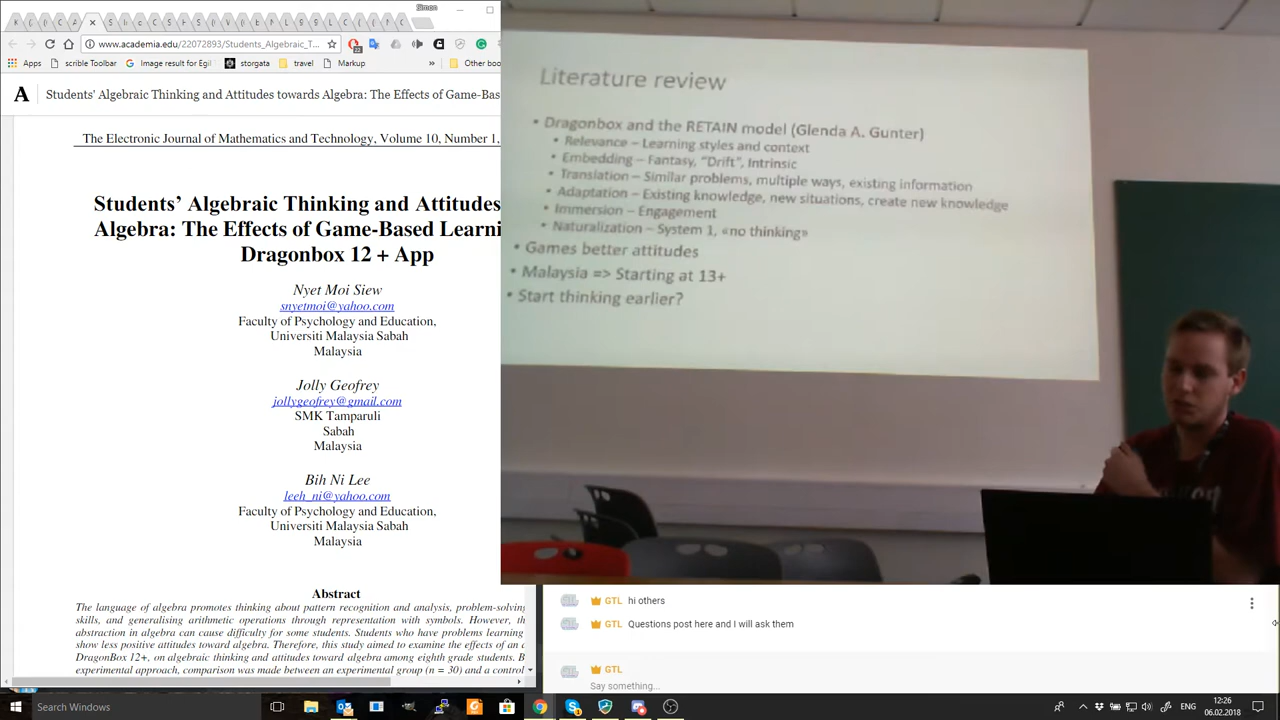 Simon
www.academia.edu/22072893/Students_Algebraic_T...
22
Apps
scrible Toolbar
Image result for Egil
storgata
travel
Markup
»
Other boo
A
Students' Algebraic Thinking and Attitudes towards Algebra: The Effects of Game-Bas
The Electronic Journal of Mathematics and Technology, Volume 10, Number 1,
Students’ Algebraic Thinking and Attitudes
Algebra: The Effects of Game-Based Learni
Dragonbox 12 + App
Nyet Moi Siew
snyetmoi@yahoo.com
Faculty of Psychology and Education,
Universiti Malaysia Sabah
Malaysia
Jolly Geofrey
jollygeofrey@gmail.com
SMK Tamparuli
Sabah
Malaysia
Bih Ni Lee
leeh_ni@yahoo.com
Faculty of Psychology and Education,
Universiti Malaysia Sabah
Malaysia
Abstract
The language of algebra promotes thinking about pattern recognition and analysis, problem-solving
skills, and generalising arithmetic operations through representation with symbols. However, th
abstraction in algebra can cause difficulty for some students. Students who have problems learning
show less positive attitudes toward algebra. Therefore, this study aimed to examine the effects of an a
DragonBox 12+, on algebraic thinking and attitudes toward algebra among eighth grade students. B
experimental approach, comparison was made between an experimental group (n = 30) and a control
Literature review
• Dragonbox and the RETAIN model (Glenda A. Gunter)
• Relevance – Learning styles and context
• Embedding – Fantasy, “Drift”, Intrinsic
• Translation – Similar problems, multiple ways, existing information
• Adaptation – Existing knowledge, new situations, create new knowledge
• Immersion – Engagement
• Naturalization – System 1, «no thinking»
• Games better attitudes
• Malaysia => Starting at 13+
• Start thinking earlier?
GTL hi others
GTL Questions post here and I will ask them
GTL
Say something...
Search Windows
ENG
12:26
06.02.2018